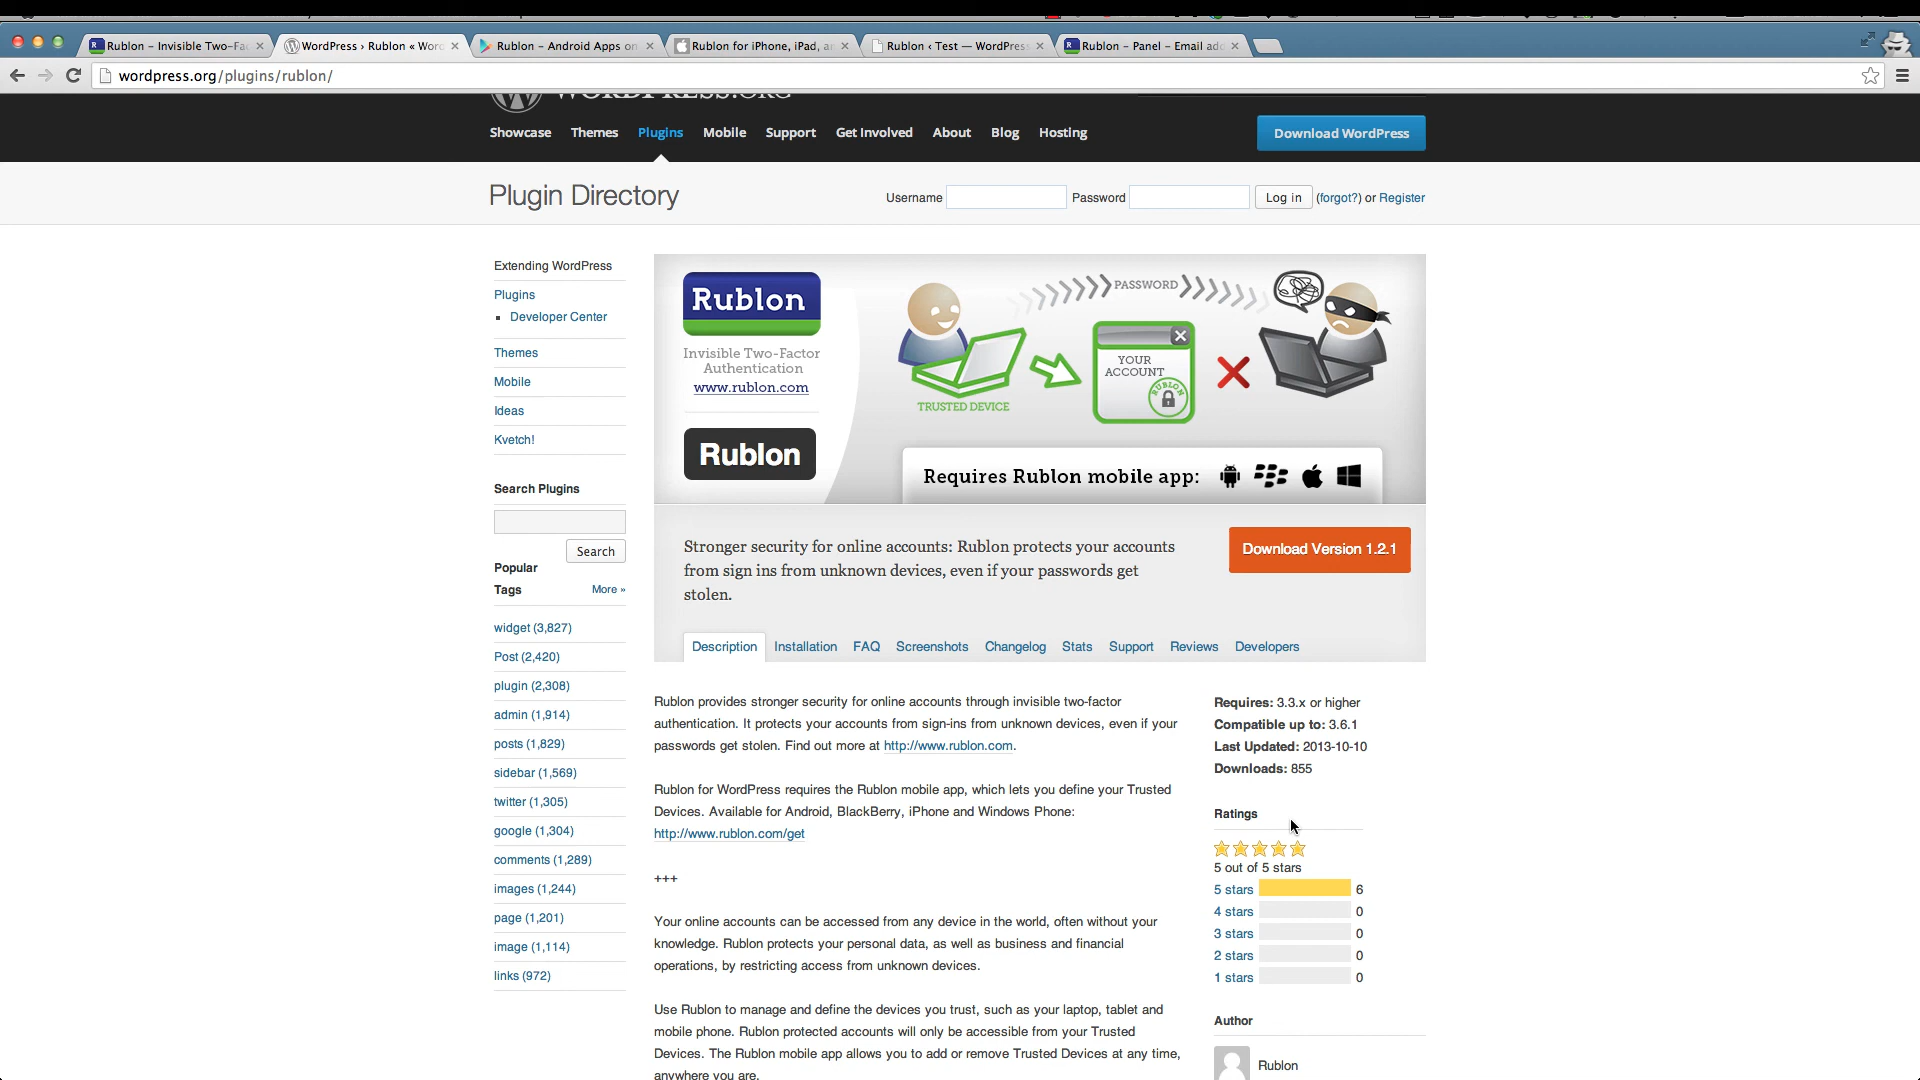 Rublon – Invisible Two-Fa
WordPress › Rublon « Word
Rublon – Android Apps on
Rublon for iPhone, iPad, a
Rublon ‹ Test — WordPress
Rublon – Panel – Email add
wordpress.org/plugins/rublon/
WORDPRESS.ORG
Showcase Themes Plugins Mobile Support Get Involved About Blog Hosting
Download WordPress
Plugin Directory
Username Password Log in (forgot?) or Register
Extending WordPress
Plugins
Developer Center
Themes
Mobile
Ideas
Kvetch!
Search Plugins
Search
Popular
Tags More »
widget (3,827)
Post (2,420)
plugin (2,308)
admin (1,914)
posts (1,829)
sidebar (1,569)
twitter (1,305)
google (1,304)
comments (1,289)
images (1,244)
page (1,201)
image (1,114)
links (972)
Rublon
Invisible Two-Factor
Authentication
www.rublon.com
Rublon
PASSWORD
YOUR
ACCOUNT
RUBLON
TRUSTED DEVICE
Requires Rublon mobile app:
Stronger security for online accounts: Rublon protects your accounts
from sign ins from unknown devices, even if your passwords get
stolen.
Download Version 1.2.1
Description Installation FAQ Screenshots Changelog Stats Support Reviews Developers
Rublon provides stronger security for online accounts through invisible two-factor
authentication. It protects your accounts from sign-ins from unknown devices, even if your
passwords get stolen. Find out more at http://www.rublon.com.
Rublon for WordPress requires the Rublon mobile app, which lets you define your Trusted
Devices. Available for Android, BlackBerry, iPhone and Windows Phone:
http://www.rublon.com/get
+++
Your online accounts can be accessed from any device in the world, often without your
knowledge. Rublon protects your personal data, as well as business and financial
operations, by restricting access from unknown devices.
Use Rublon to manage and define the devices you trust, such as your laptop, tablet and
mobile phone. Rublon protected accounts will only be accessible from your Trusted
Devices. The Rublon mobile app allows you to add or remove Trusted Devices at any time,
anywhere you are.
Requires: 3.3.x or higher
Compatible up to: 3.6.1
Last Updated: 2013-10-10
Downloads: 855
Ratings
5 out of 5 stars
5 stars 6
4 stars 0
3 stars 0
2 stars 0
1 stars 0
Author
Rublon